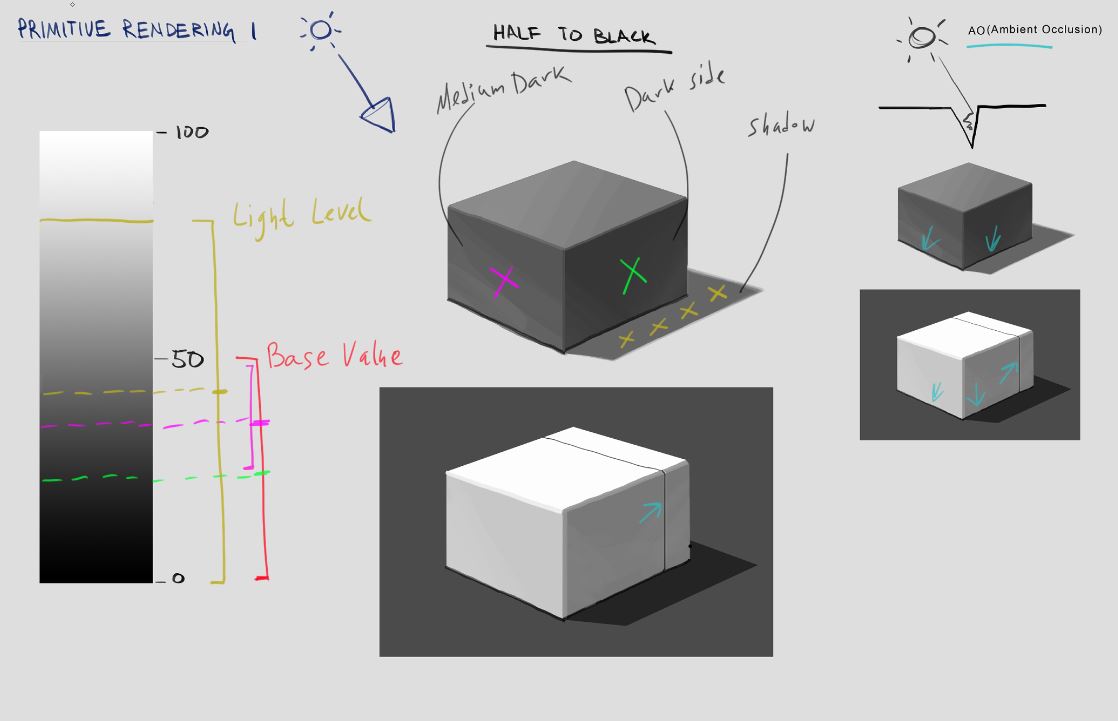 PRIMITIVE RENDERING 1
HALF TO BLACK
AO(Ambient Occlusion)
Medium Dark
Dark side
shadow
100
Light Level
50
Base Value
0